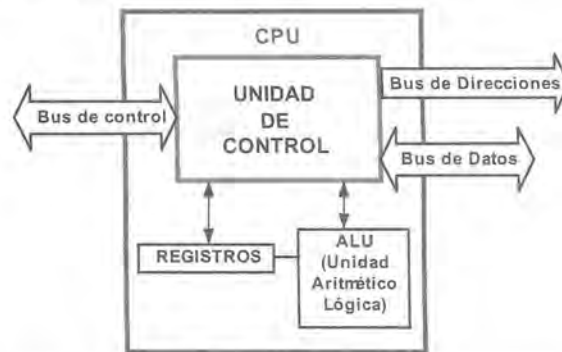 CPU
UNIDAD
DE
CONTROL
Bus de control
Bus de Direcciones
Bus de Datos
REGISTROS
ALU
(Unidad
Aritmético
Lógica)